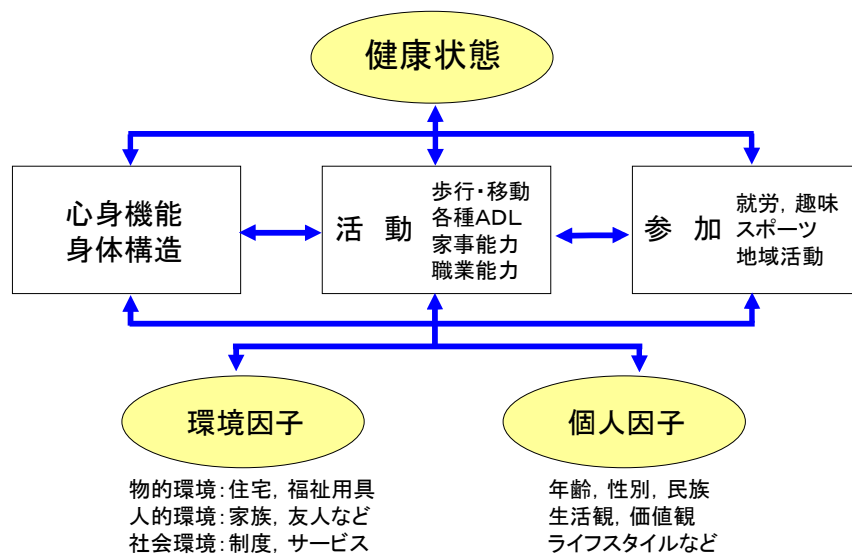 健康状態
心身機能
身体構造
活 動
歩行・移動
各種ADL
家事能力
職業能力
参 加
就労, 趣味
スポーツ
地域活動
環境因子
物的環境:住宅, 福祉用具
人的環境:家族, 友人など
社会環境:制度, サービス
個人因子
年齢, 性別, 民族
生活観, 価値観
ライフスタイルなど